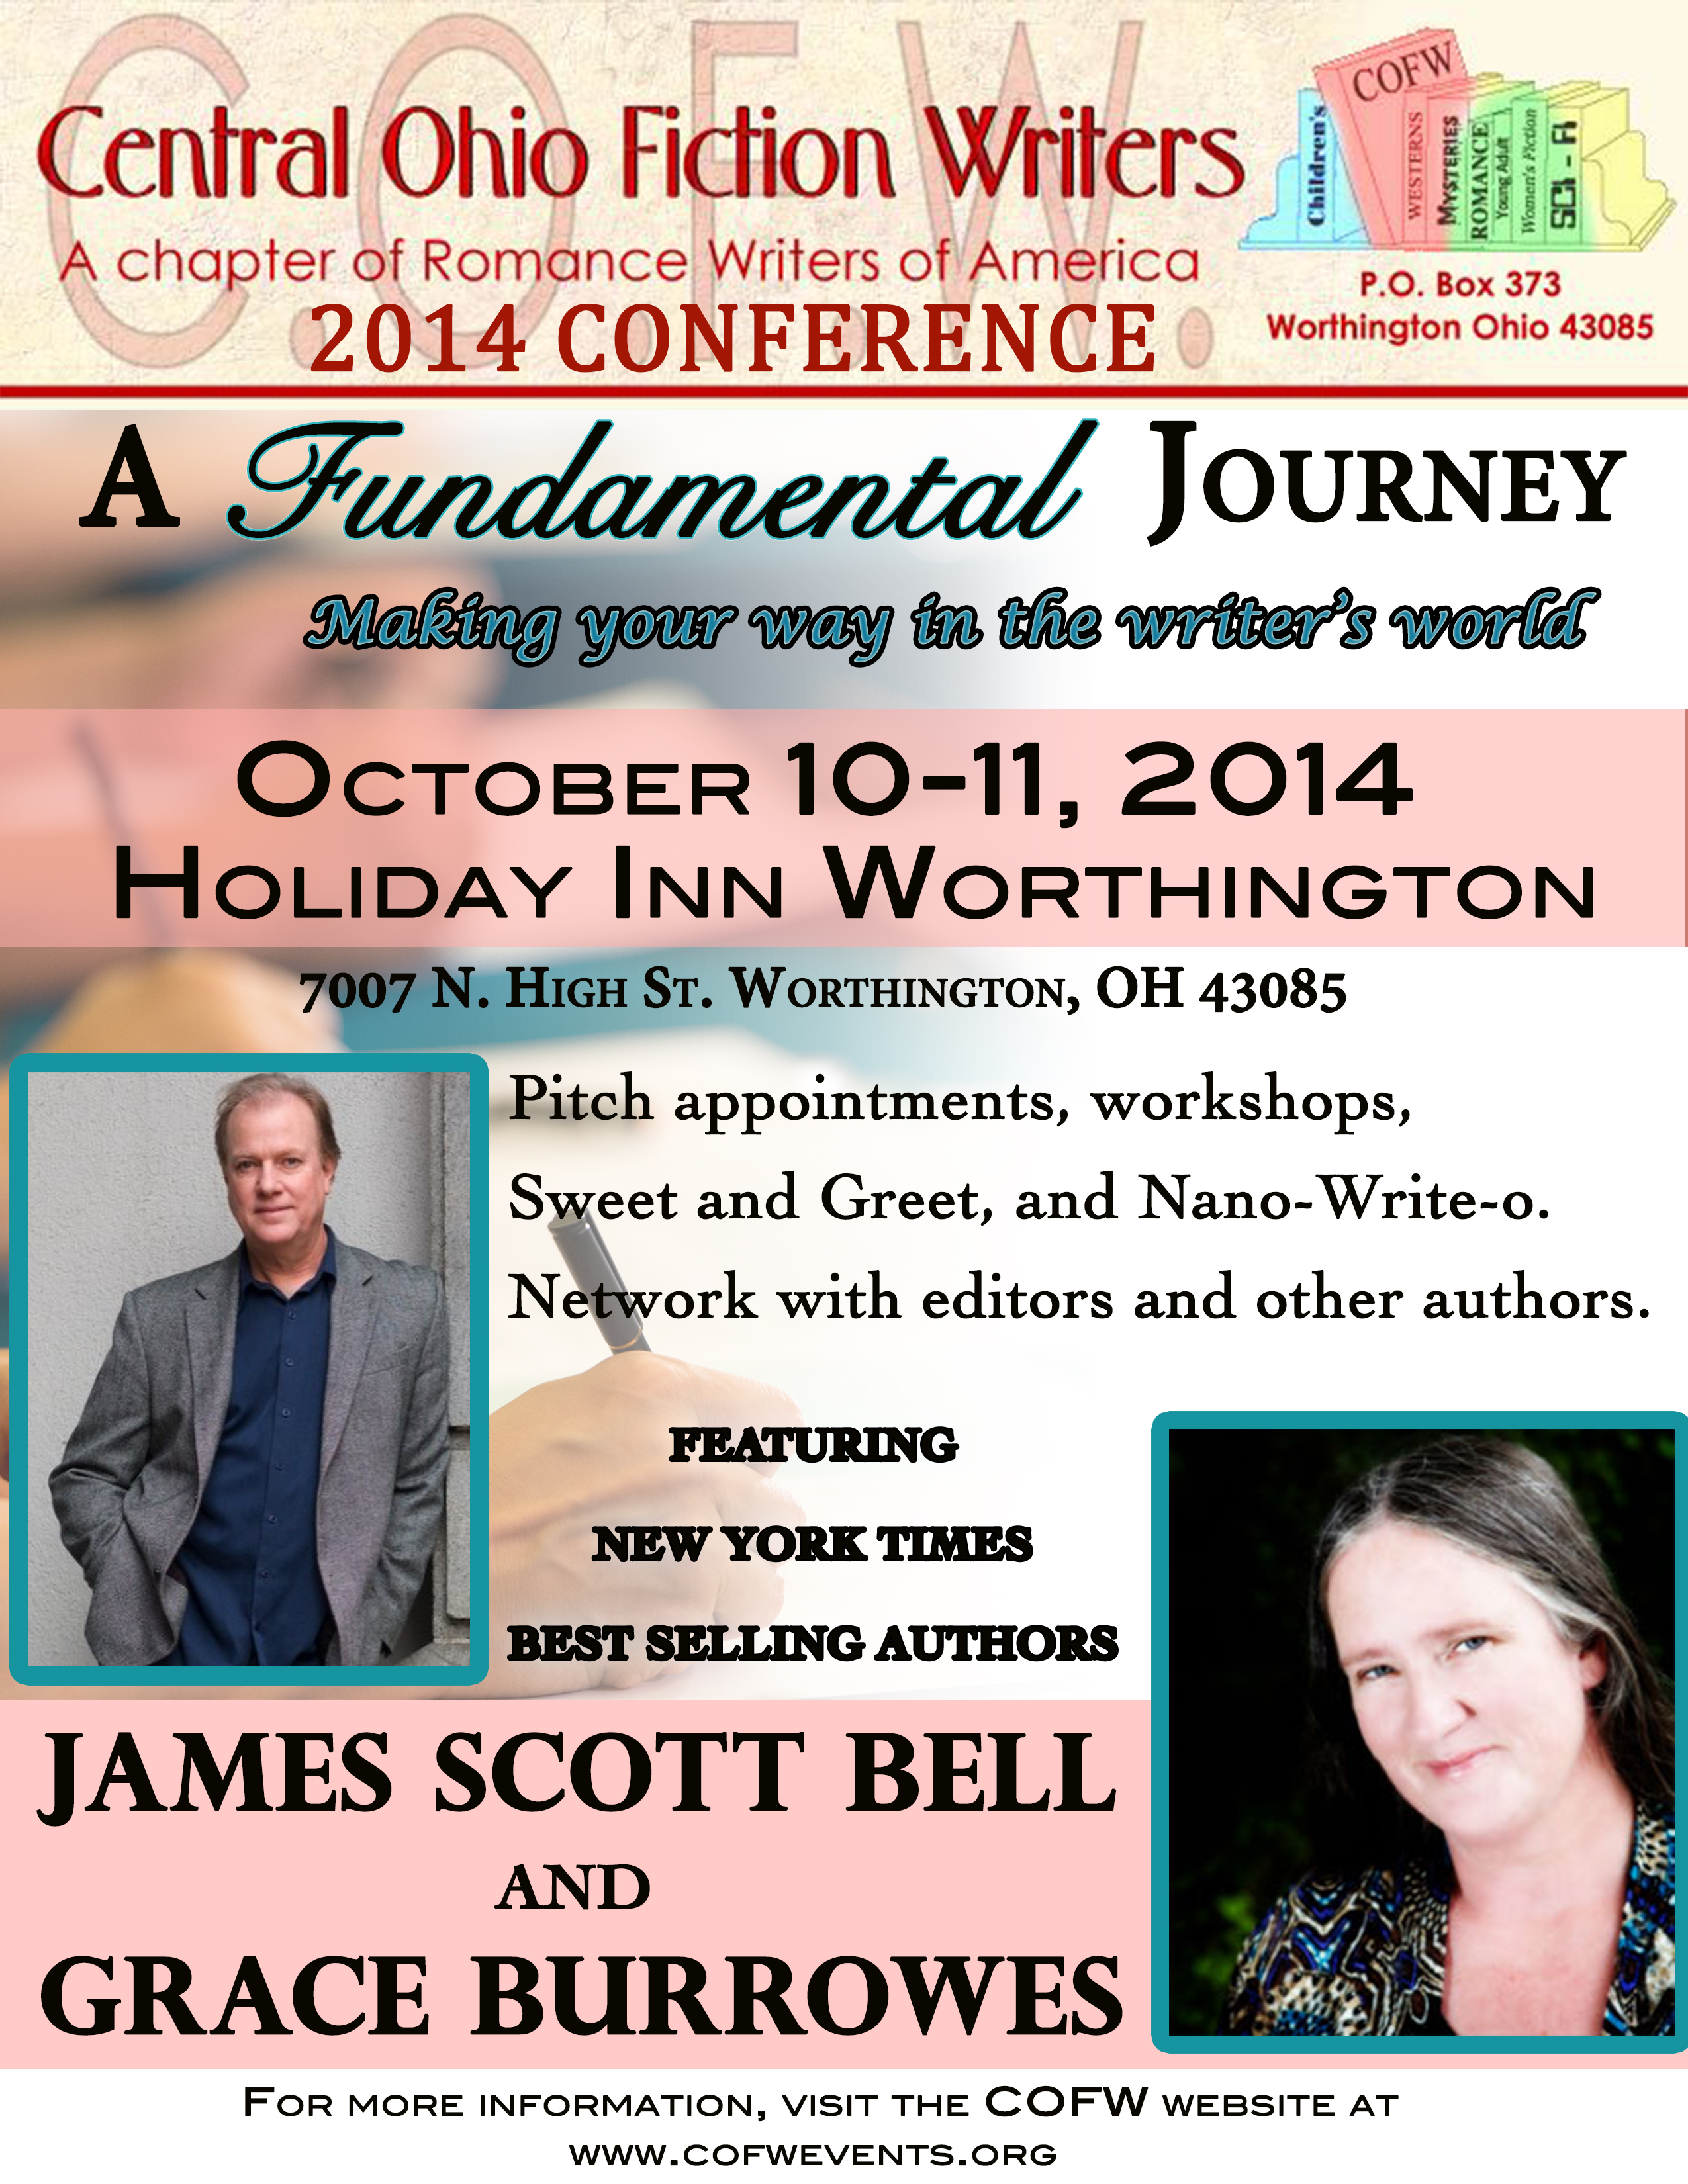 C.O.F.W.
Central Ohio Fiction Writers
A chapter of Romance Writers of America
2014 CONFERENCE
COFW
Children's
WESTERNS
MYSTERIES
ROMANCE
Young Adult
Women's Fiction
SCI-FI
P.O. Box 373
Worthington Ohio 43085
A Fundamental Journey
Making your way in the writer's world
October 10-11, 2014
Holiday Inn Worthington
7007 N. High St. Worthington, OH 43085
Pitch appointments, workshops,
Sweet and Greet, and Nano-Write-o.
Network with editors and other authors.
FEATURING
NEW YORK TIMES
BEST SELLING AUTHORS
JAMES SCOTT BELL
AND
GRACE BURROWES
For more information, visit the COFW website at
www.cofwevents.org